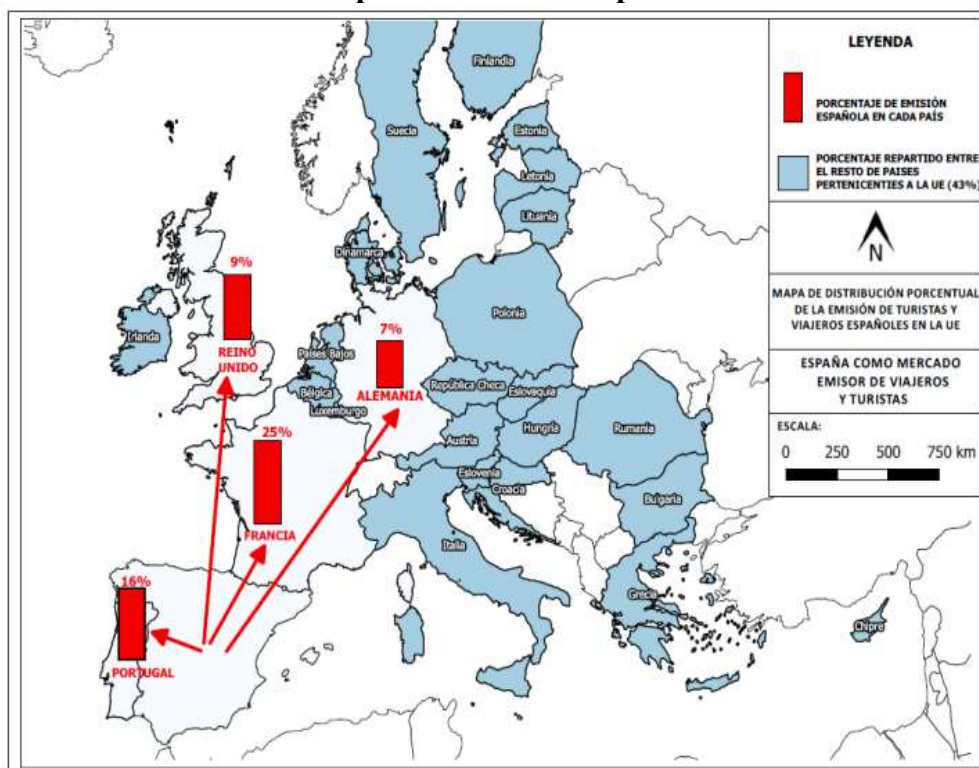 LEYENDA
PORCENTAJE DE EMISIÓN
ESPAÑOLA EN CADA PAÍS
PORCENTAJE REPARTIDO ENTRE
EL RESTO DE PAISES
PERTENICENTIES A LA UE (43%)
N
MAPA DE DISTRIBUCIÓN PORCENTUAL
DE LA EMISIÓN DE TURISTAS Y
VIAJEROS ESPAÑOLES EN LA UE
ESPAÑA COMO MERCADO
EMISOR DE VIAJEROS
Y TURISTAS
ESCALA:
0 250 500 750 km
Finlandia
Suecia
Estonia
Letonia
Lituania
Dinamarca
9%
Irlanda
REINO
UNIDO
7%
ALEMANIA
Polonia
Países Bajos
Bélgica
Luxemburgo
República Checa
Eslovaquia
25%
FRANCIA
Austria
Hungría
Rumania
Eslovenia
Croacia
Bulgaria
Italia
16%
PORTUGAL
Grecia
Chipre